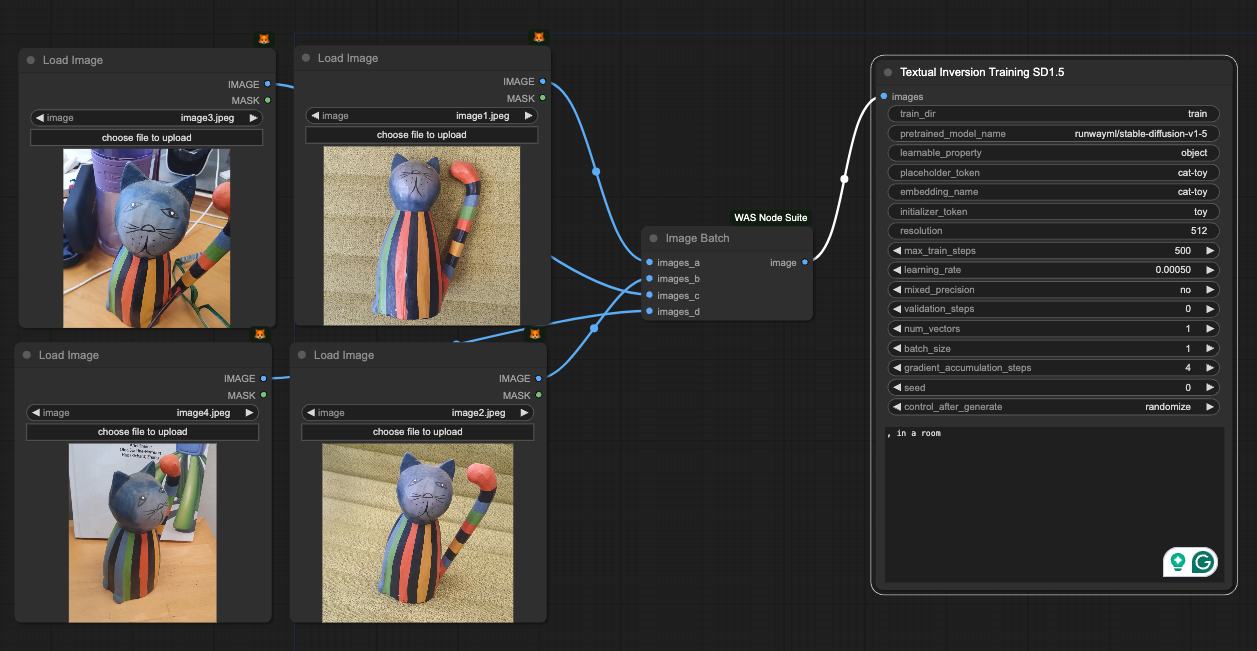 Load Image
IMAGE
MASK
image image3.jpeg
choose file to upload
Load Image
IMAGE
MASK
image image1.jpeg
choose file to upload
Load Image
IMAGE
MASK
image image4.jpeg
choose file to upload
Load Image
IMAGE
MASK
image image2.jpeg
choose file to upload
WAS Node Suite
Image Batch
images_a image
images_b
images_c
images_d
Textual Inversion Training SD1.5
images
train_dir train
pretrained_model_name runwayml/stable-diffusion-v1-5
learnable_property object
placeholder_token cat-toy
embedding_name cat-toy
initializer_token toy
resolution 512
max_train_steps 500
learning_rate 0.00050
mixed_precision no
validation_steps 0
num_vectors 1
batch_size 1
gradient_accumulation_steps 4
seed 0
control_after_generate randomize
, in a room